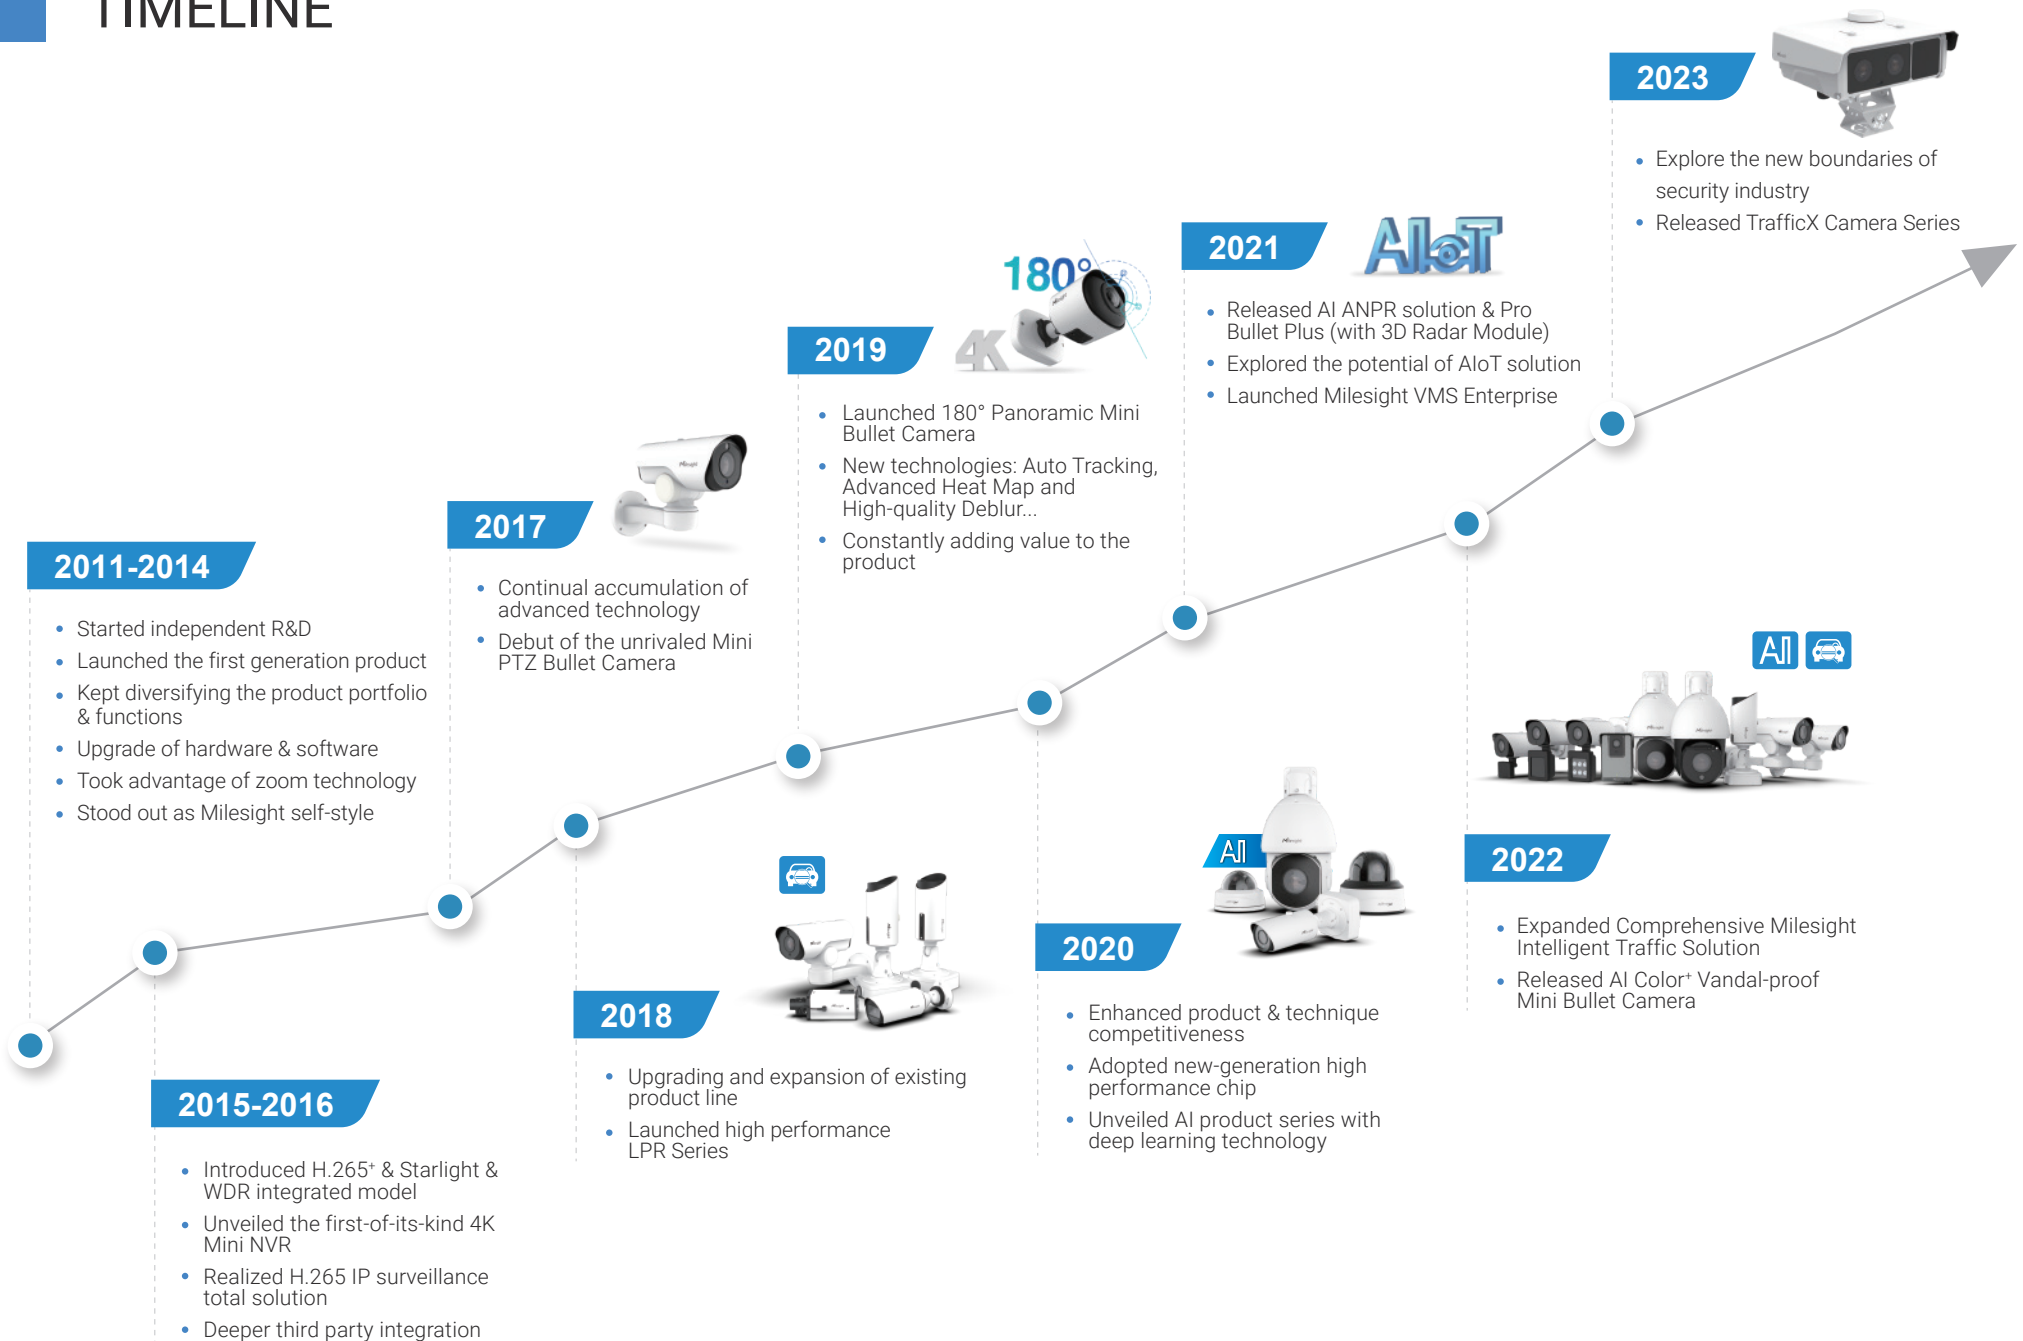 TIMELINE
2011-2014
• Started independent R&D
• Launched the first generation product
• Kept diversifying the product portfolio
& functions
• Upgrade of hardware & software
• Took advantage of zoom technology
• Stood out as Milesight self-style
2015-2016
• Introduced H.265⁺ & Starlight &
WDR integrated model
• Unveiled the first-of-its-kind 4K
Mini NVR
• Realized H.265 IP surveillance
total solution
• Deeper third party integration
2017
• Continual accumulation of
advanced technology
• Debut of the unrivaled Mini
PTZ Bullet Camera
2018
• Upgrading and expansion of existing
product line
• Launched high performance
LPR Series
2019
180°
4K
• Launched 180° Panoramic Mini
Bullet Camera
• New technologies: Auto Tracking,
Advanced Heat Map and
High-quality Deblur...
• Constantly adding value to the
product
2020
AI
• Enhanced product & technique
competitiveness
• Adopted new-generation high
performance chip
• Unveiled AI product series with
deep learning technology
2021
AIoT
• Released AI ANPR solution & Pro
Bullet Plus (with 3D Radar Module)
• Explored the potential of AIoT solution
• Launched Milesight VMS Enterprise
AI
2022
• Expanded Comprehensive Milesight
Intelligent Traffic Solution
• Released AI Color⁺ Vandal-proof
Mini Bullet Camera
2023
• Explore the new boundaries of
security industry
• Released TrafficX Camera Series